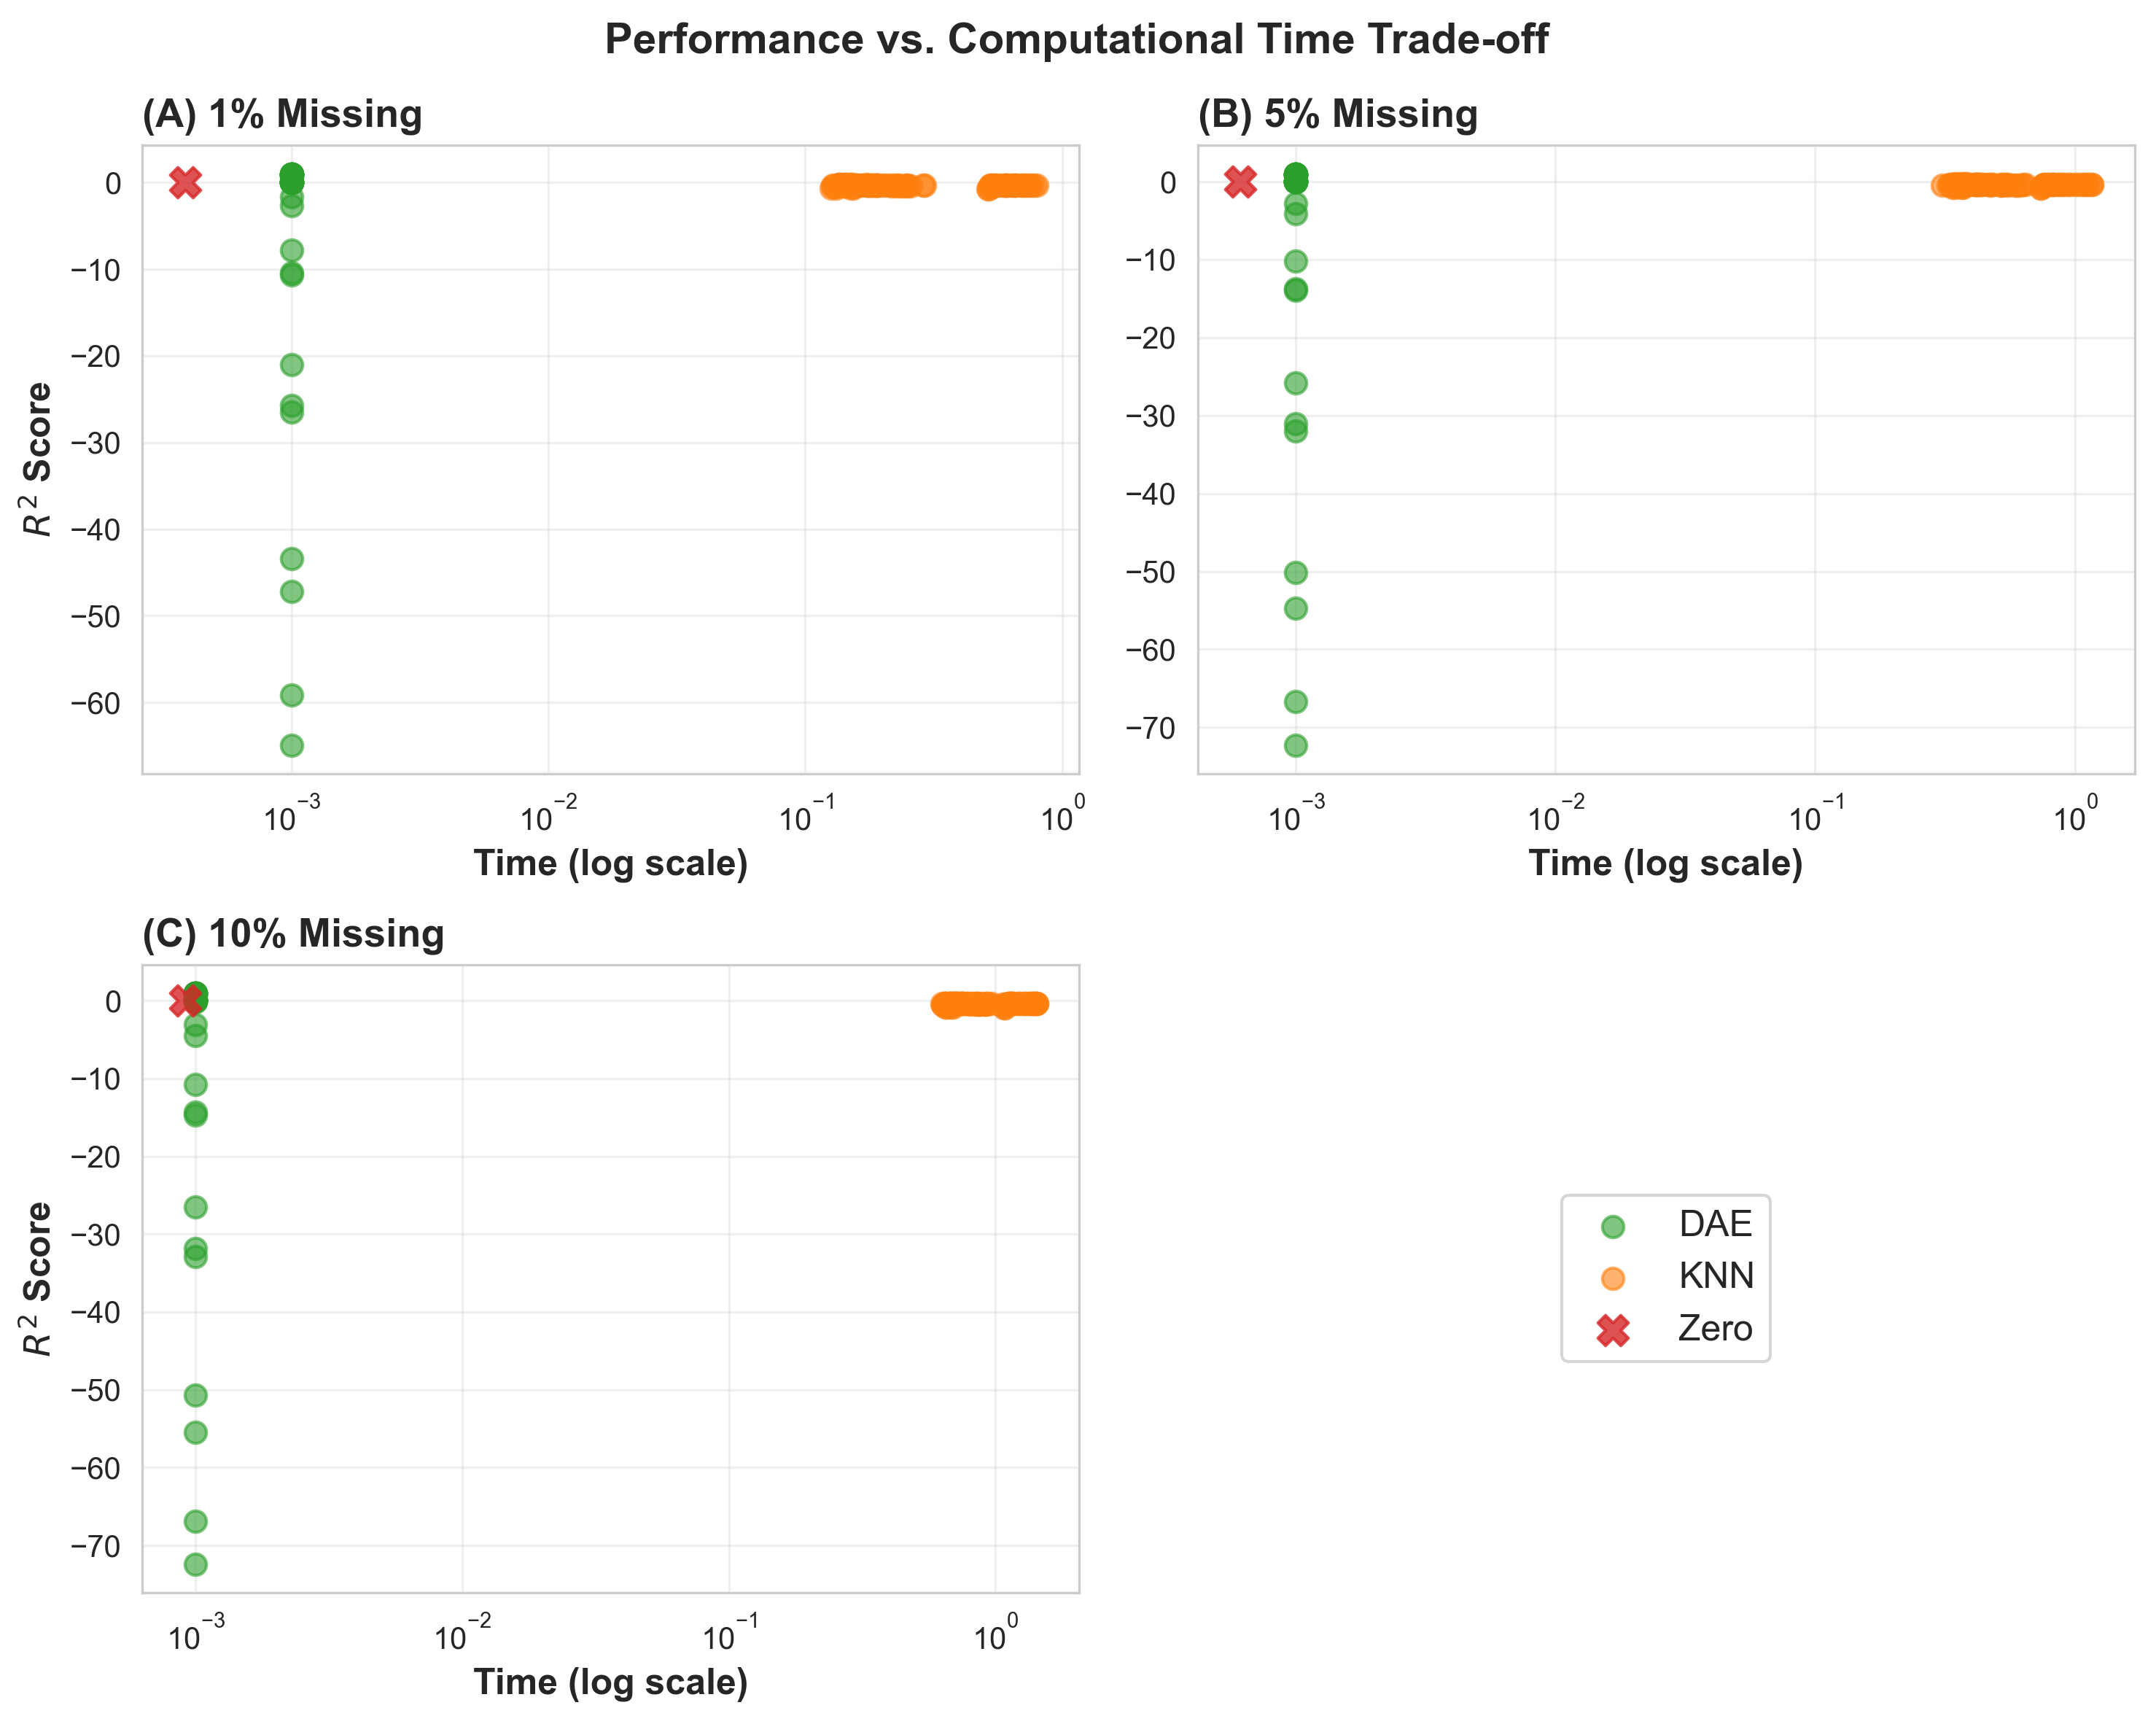 Performance vs. Computational Time Trade-off
(A) 1% Missing
R² Score
0
−10
−20
−30
−40
−50
−60
10⁻³ 10⁻² 10⁻¹ 10⁰
Time (log scale)
(B) 5% Missing
0
−10
−20
−30
−40
−50
−60
−70
10⁻³ 10⁻² 10⁻¹ 10⁰
Time (log scale)
(C) 10% Missing
R² Score
0
−10
−20
−30
−40
−50
−60
−70
10⁻³ 10⁻² 10⁻¹ 10⁰
Time (log scale)
DAE
KNN
Zero